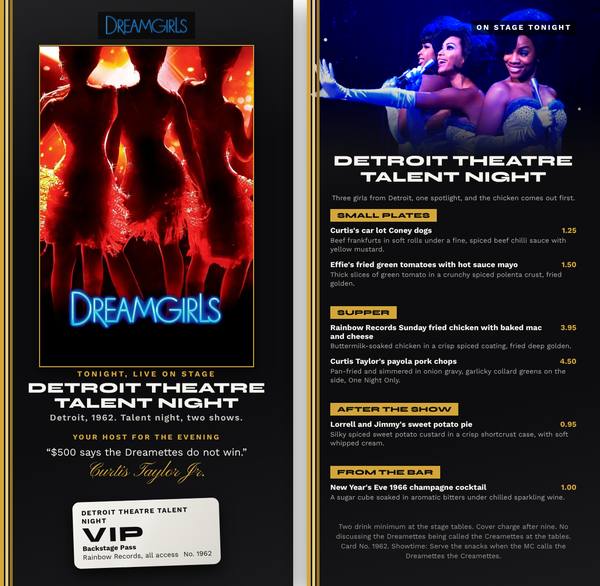 DREAMGIRLS
DREAMGIRLS
TONIGHT, LIVE ON STAGE
DETROIT THEATRE
TALENT NIGHT
Detroit, 1962. Talent night, two shows.
YOUR HOST FOR THE EVENING
“$500 says the Dreamettes do not win.”
Curtis Taylor Jr.
DETROIT THEATRE TALENT
NIGHT
VIP
Backstage Pass
Rainbow Records, all access No. 1962
ON STAGE TONIGHT
DETROIT THEATRE
TALENT NIGHT
Three girls from Detroit, one spotlight, and the chicken comes out first.
SMALL PLATES
Curtis's car lot Coney dogs 1.25
Beef frankfurts in soft rolls under a fine, spiced beef chilli sauce with
yellow mustard.
Effie's fried green tomatoes with hot sauce mayo 1.50
Thick slices of green tomato in a crunchy spiced polenta crust, fried
golden.
SUPPER
Rainbow Records Sunday fried chicken with baked mac 3.95
and cheese
Buttermilk-soaked chicken in a crisp spiced coating, fried deep golden.
Curtis Taylor's payola pork chops 4.50
Pan-fried and simmered in onion gravy, garlicky collard greens on the
side, One Night Only.
AFTER THE SHOW
Lorrell and Jimmy's sweet potato pie 0.95
Silky spiced sweet potato custard in a crisp shortcrust case, with soft
whipped cream.
FROM THE BAR
New Year's Eve 1966 champagne cocktail 1.00
A sugar cube soaked in aromatic bitters under chilled sparkling wine.
Two drink minimum at the stage tables. Cover charge after nine. No
discussing the Dreamettes being called the Creamettes at the tables.
Card No. 1962. Showtime: Serve the snacks when the MC calls the
Dreamettes the Creamettes.